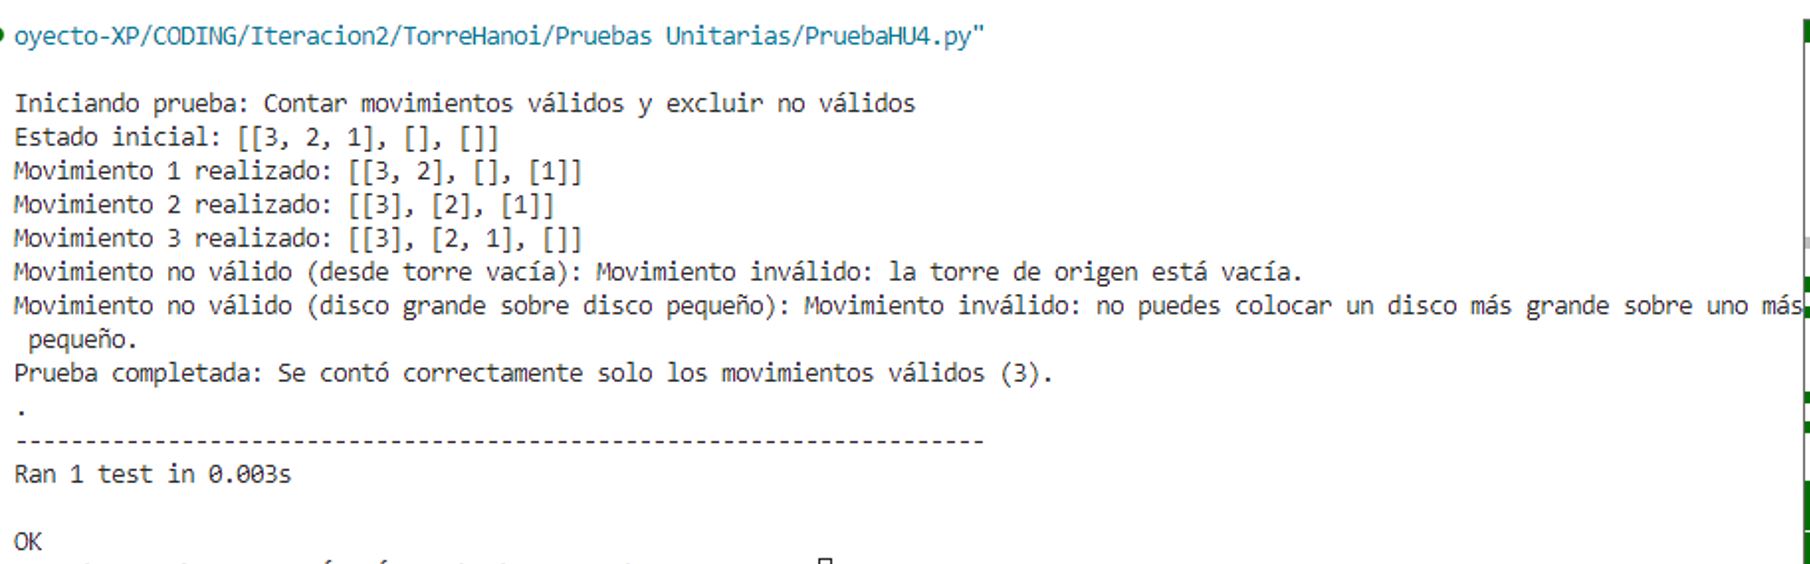 oyecto-XP/CODING/Iteracion2/TorreHanoi/Pruebas Unitarias/PruebaHU4.py"
Iniciando prueba: Contar movimientos válidos y excluir no válidos
Estado inicial: [[3, 2, 1], [], []]
Movimiento 1 realizado: [[3, 2], [], [1]]
Movimiento 2 realizado: [[3], [2], [1]]
Movimiento 3 realizado: [[3], [2, 1], []]
Movimiento no válido (desde torre vacía): Movimiento inválido: la torre de origen está vacía.
Movimiento no válido (disco grande sobre disco pequeño): Movimiento inválido: no puedes colocar un disco más grande sobre uno más
pequeño.
Prueba completada: Se contó correctamente solo los movimientos válidos (3).
.
----------------------------------------------------------------------
Ran 1 test in 0.003s
OK